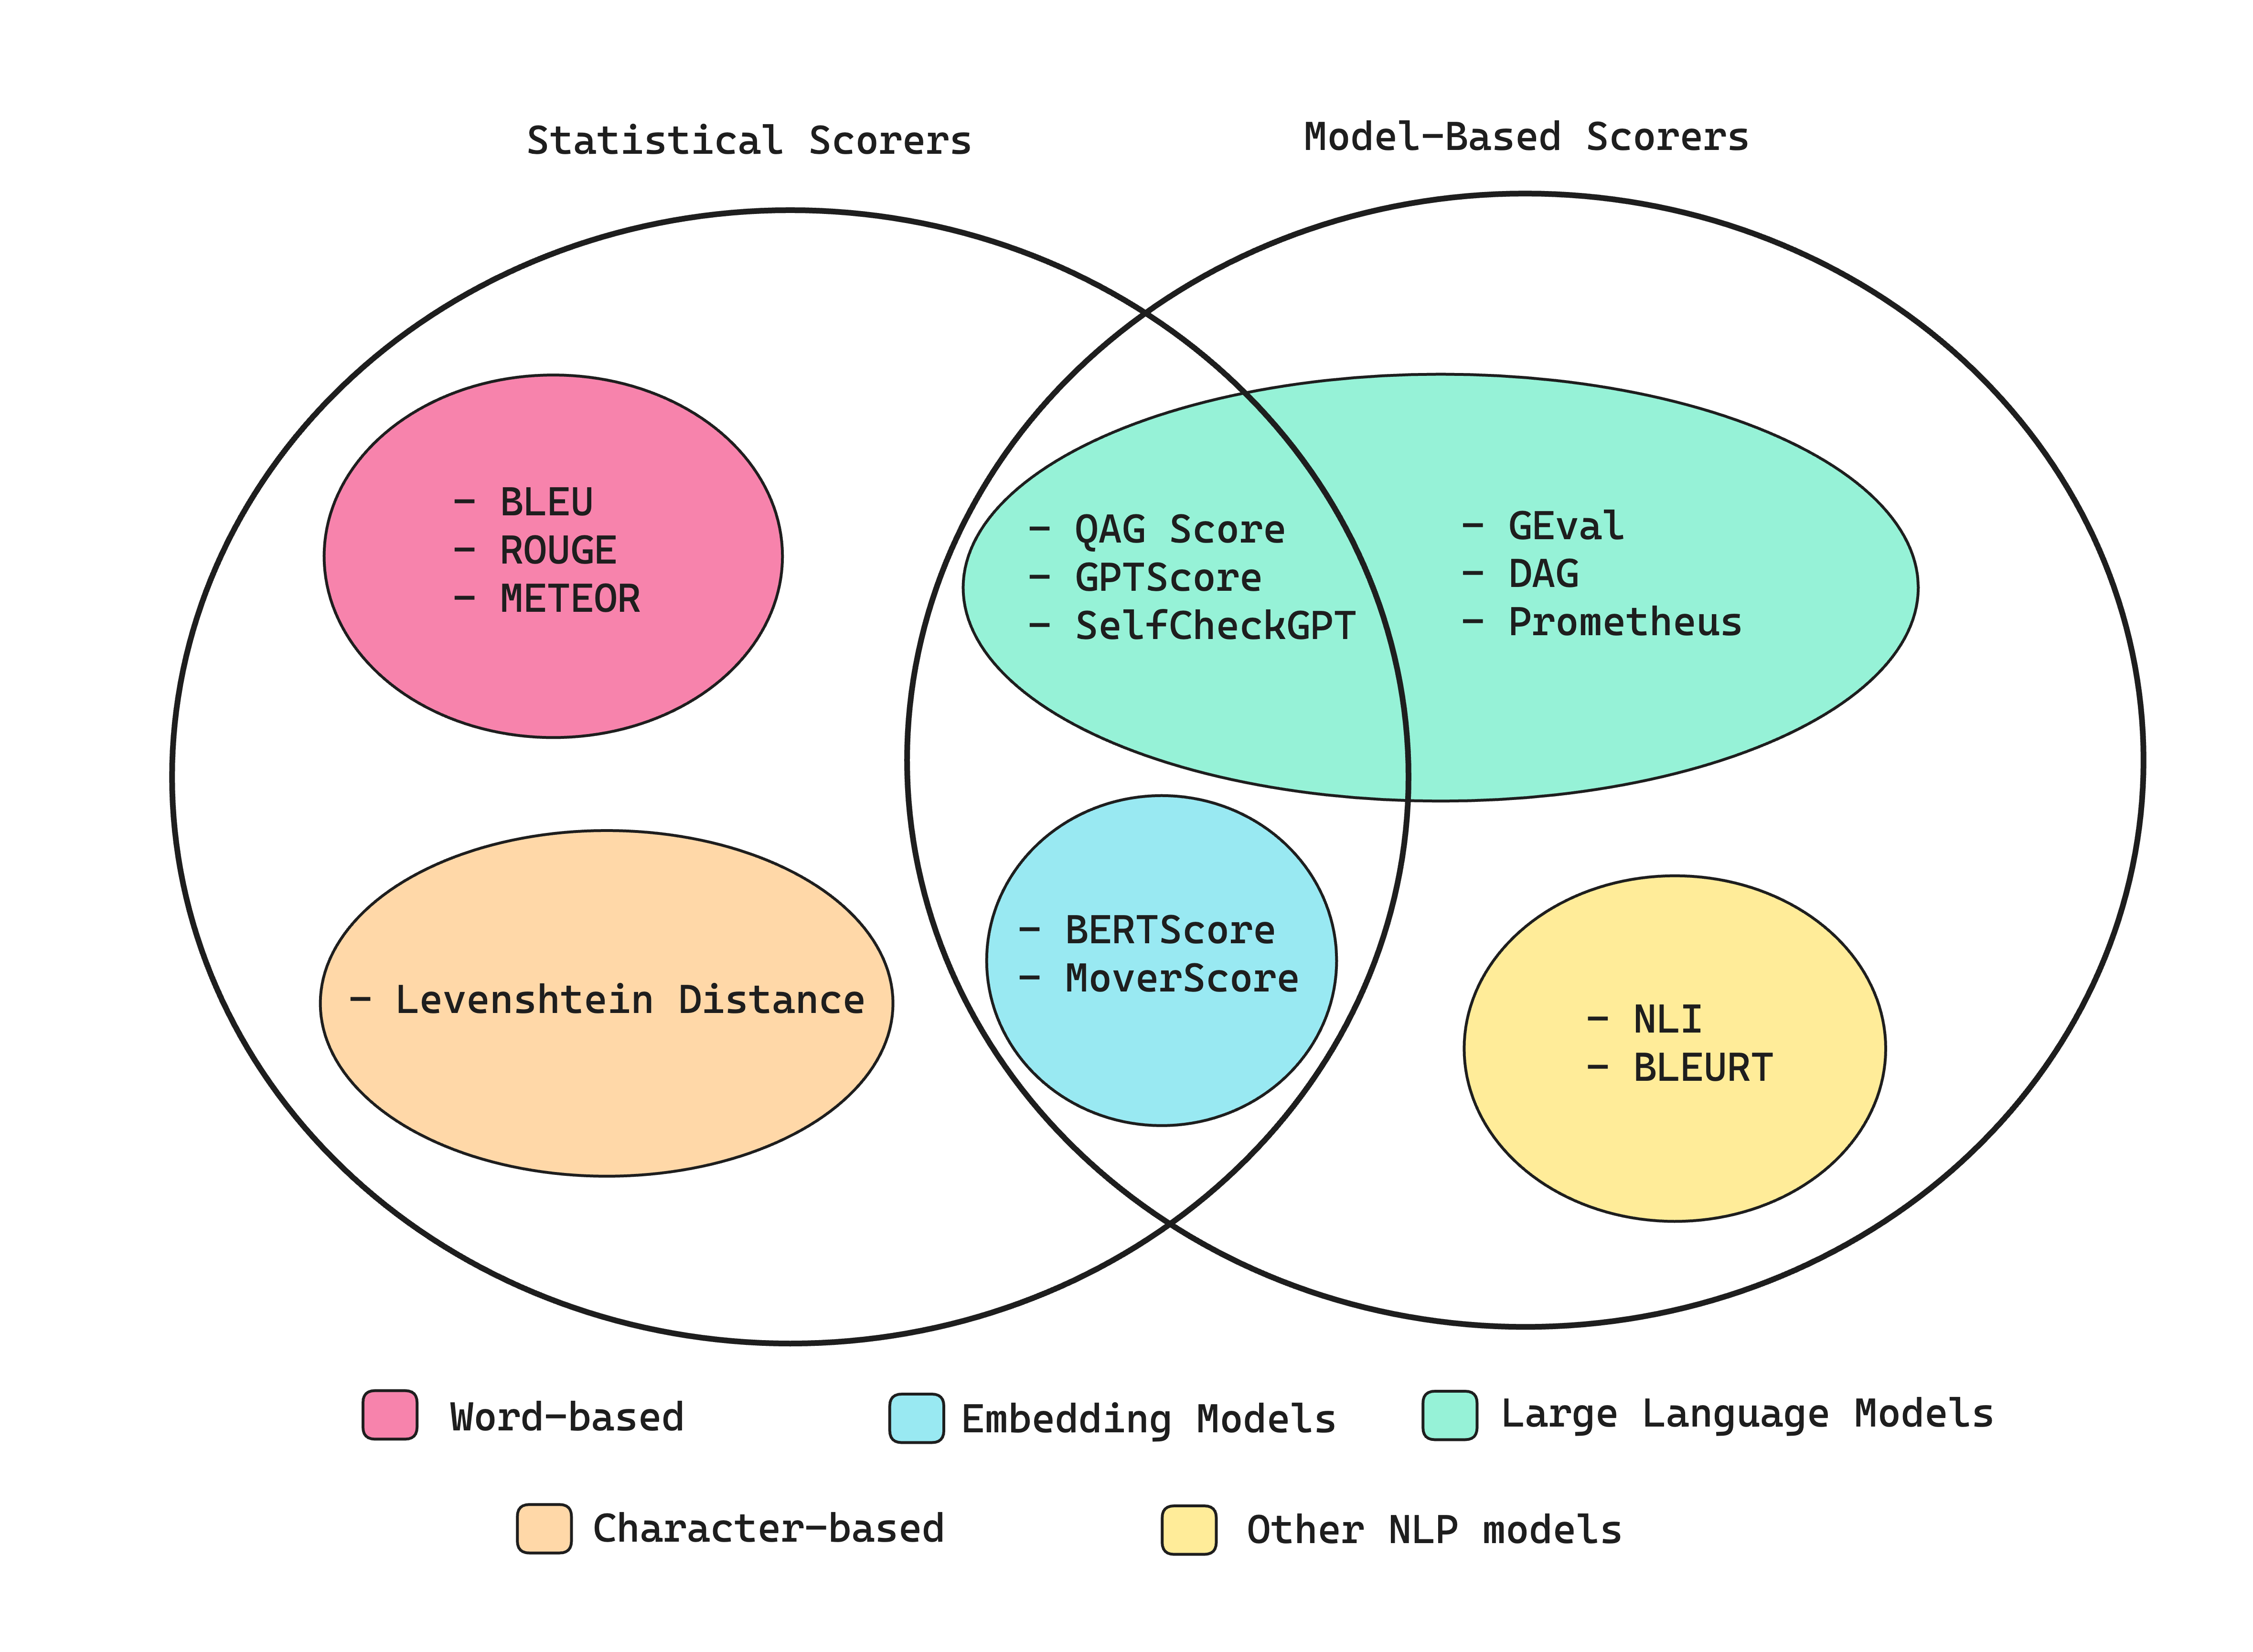 Statistical Scorers
Model-Based Scorers
- BLEU
- ROUGE
- METEOR
- QAG Score
- GPTScore
- SelfCheckGPT
- GEval
- DAG
- Prometheus
- Levenshtein Distance
- BERTScore
- MoverScore
- NLI
- BLEURT
Word-based
Embedding Models
Large Language Models
Character-based
Other NLP models